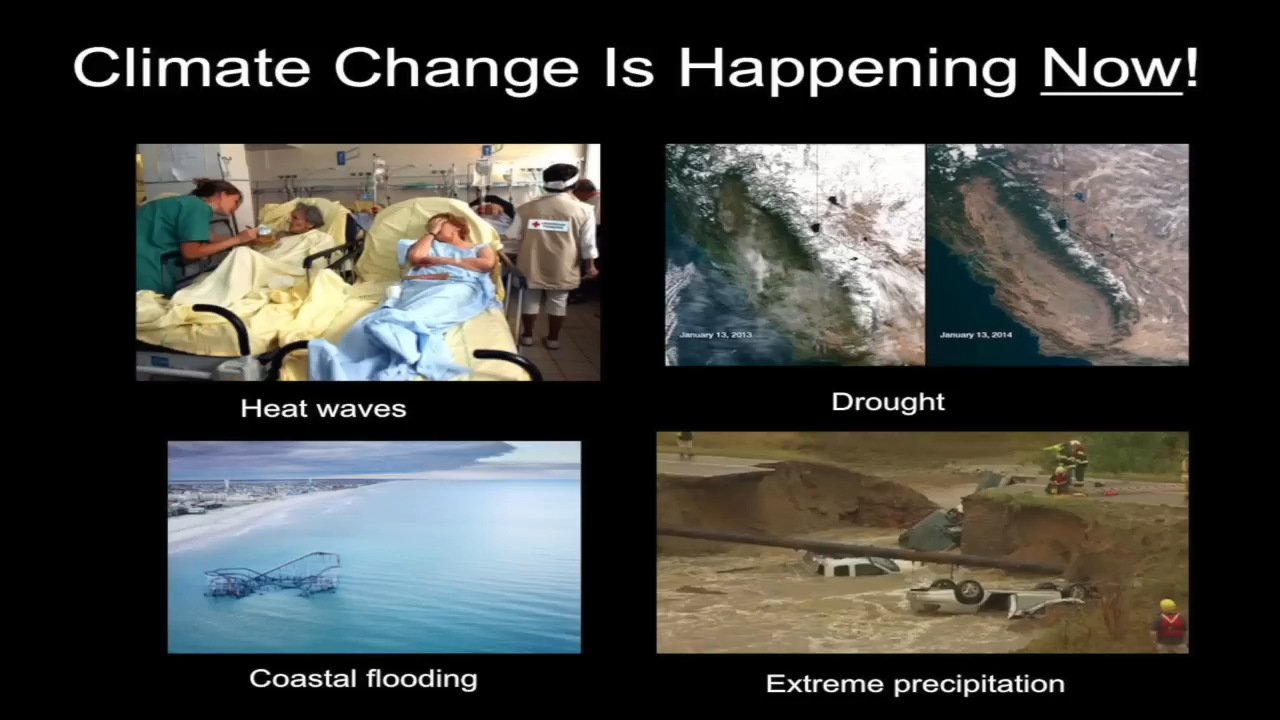 Climate Change Is Happening Now!
January 13, 2013
January 13, 2014
Heat waves
Drought
Coastal flooding
Extreme precipitation